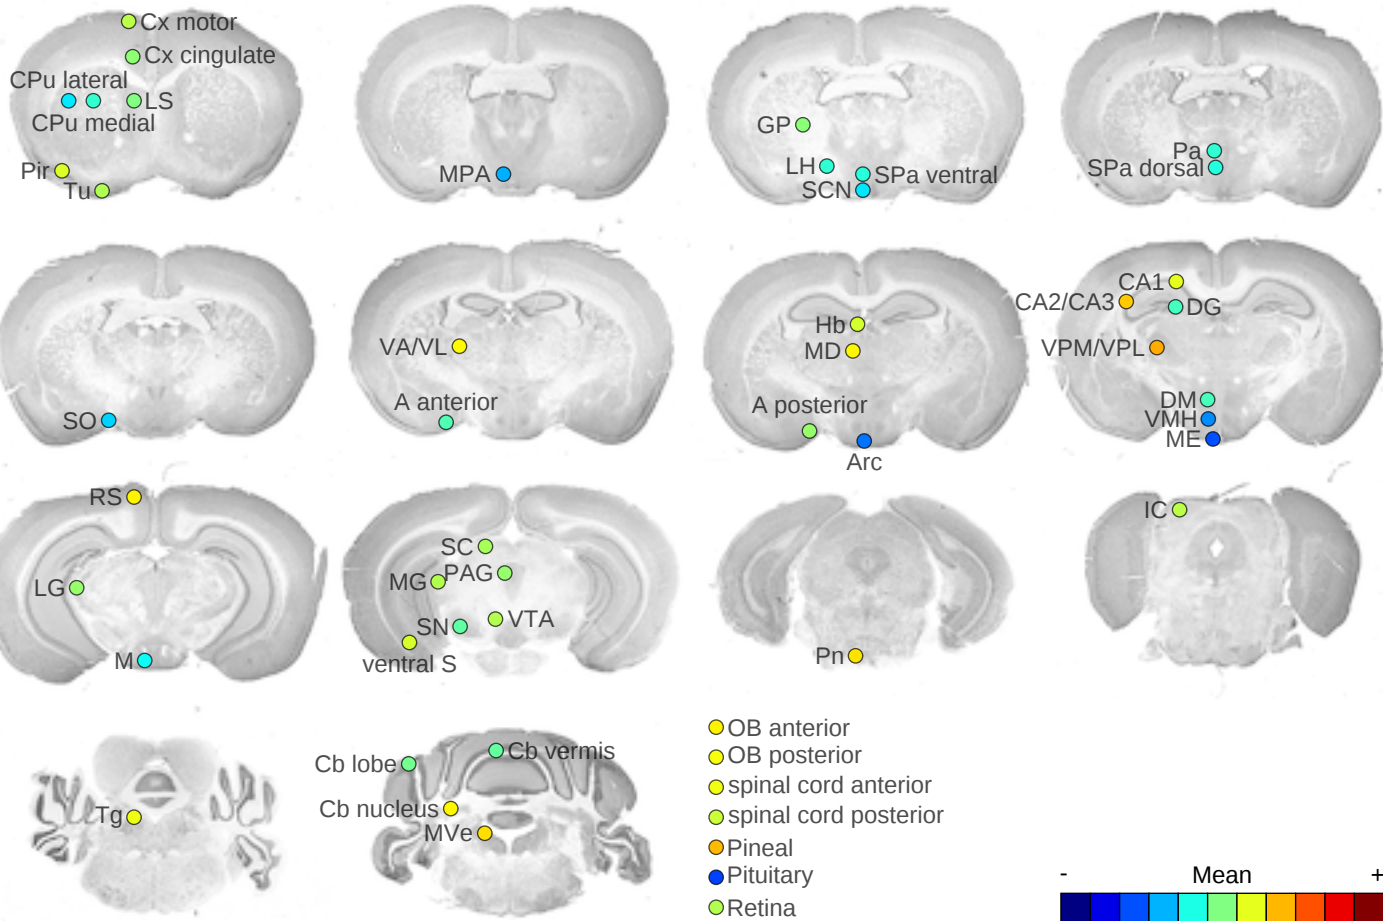 Cx motor
Cx cingulate
CPu lateral
LS
CPu medial
Pir
Tu
MPA
GP
LH
SPa ventral
SCN
Pa
SPa dorsal
SO
VA/VL
A anterior
Hb
MD
A posterior
Arc
CA1
CA2/CA3
DG
VPM/VPL
DM
VMH
ME
RS
LG
M
SC
PAG
MG
SN
VTA
ventral S
Pn
IC
Tg
Cb lobe
Cb vermis
Cb nucleus
MVe
OB anterior
OB posterior
spinal cord anterior
spinal cord posterior
Pineal
Pituitary
Retina
- Mean +